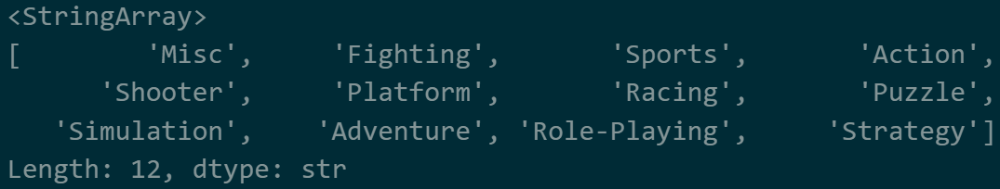 <StringArray>
[        'Misc',     'Fighting',       'Sports',       'Action',
     'Shooter',     'Platform',       'Racing',       'Puzzle',
  'Simulation',    'Adventure', 'Role-Playing',     'Strategy']
Length: 12, dtype: str